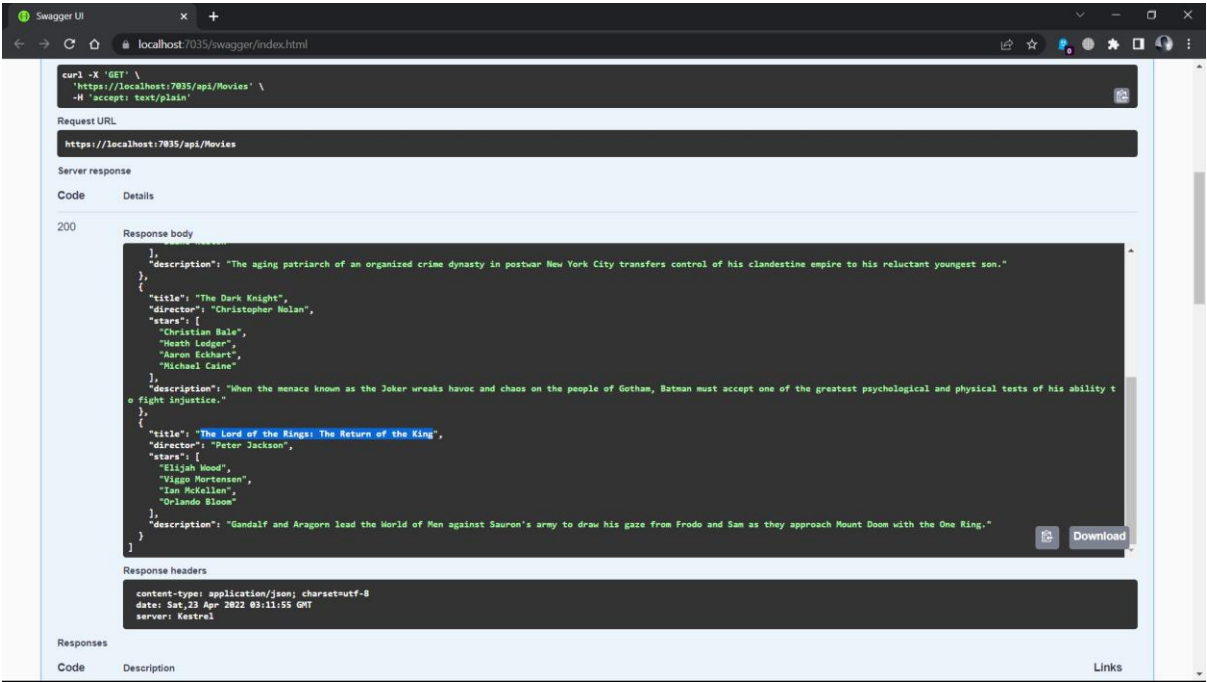 Swagger UI
localhost:7035/swagger/index.html
curl -X 'GET' \
'https://localhost:7035/api/Movies' \
-H 'accept: text/plain'
Request URL
https://localhost:7035/api/Movies
Server response
Code Details
200
Response body
],
"description": "The aging patriarch of an organized crime dynasty in postwar New York City transfers control of his clandestine empire to his reluctant youngest son."
},
{
"title": "The Dark Knight",
"director": "Christopher Nolan",
"stars": [
"Christian Bale",
"Heath Ledger",
"Aaron Eckhart",
"Michael Caine"
],
"description": "When the menace known as the Joker wreaks havoc and chaos on the people of Gotham, Batman must accept one of the greatest psychological and physical tests of his ability t
o fight injustice."
},
{
"title": "The Lord of the Rings: The Return of the King",
"director": "Peter Jackson",
"stars": [
"Elijah Wood",
"Viggo Mortensen",
"Ian McKellen",
"Orlando Bloom"
],
"description": "Gandalf and Aragorn lead the World of Men against Sauron's army to draw his gaze from Frodo and Sam as they approach Mount Doom with the One Ring."
}
]
Download
Response headers
content-type: application/json; charset=utf-8
date: Sat,23 Apr 2022 03:11:55 GMT
server: Kestrel
Responses
Code Description Links